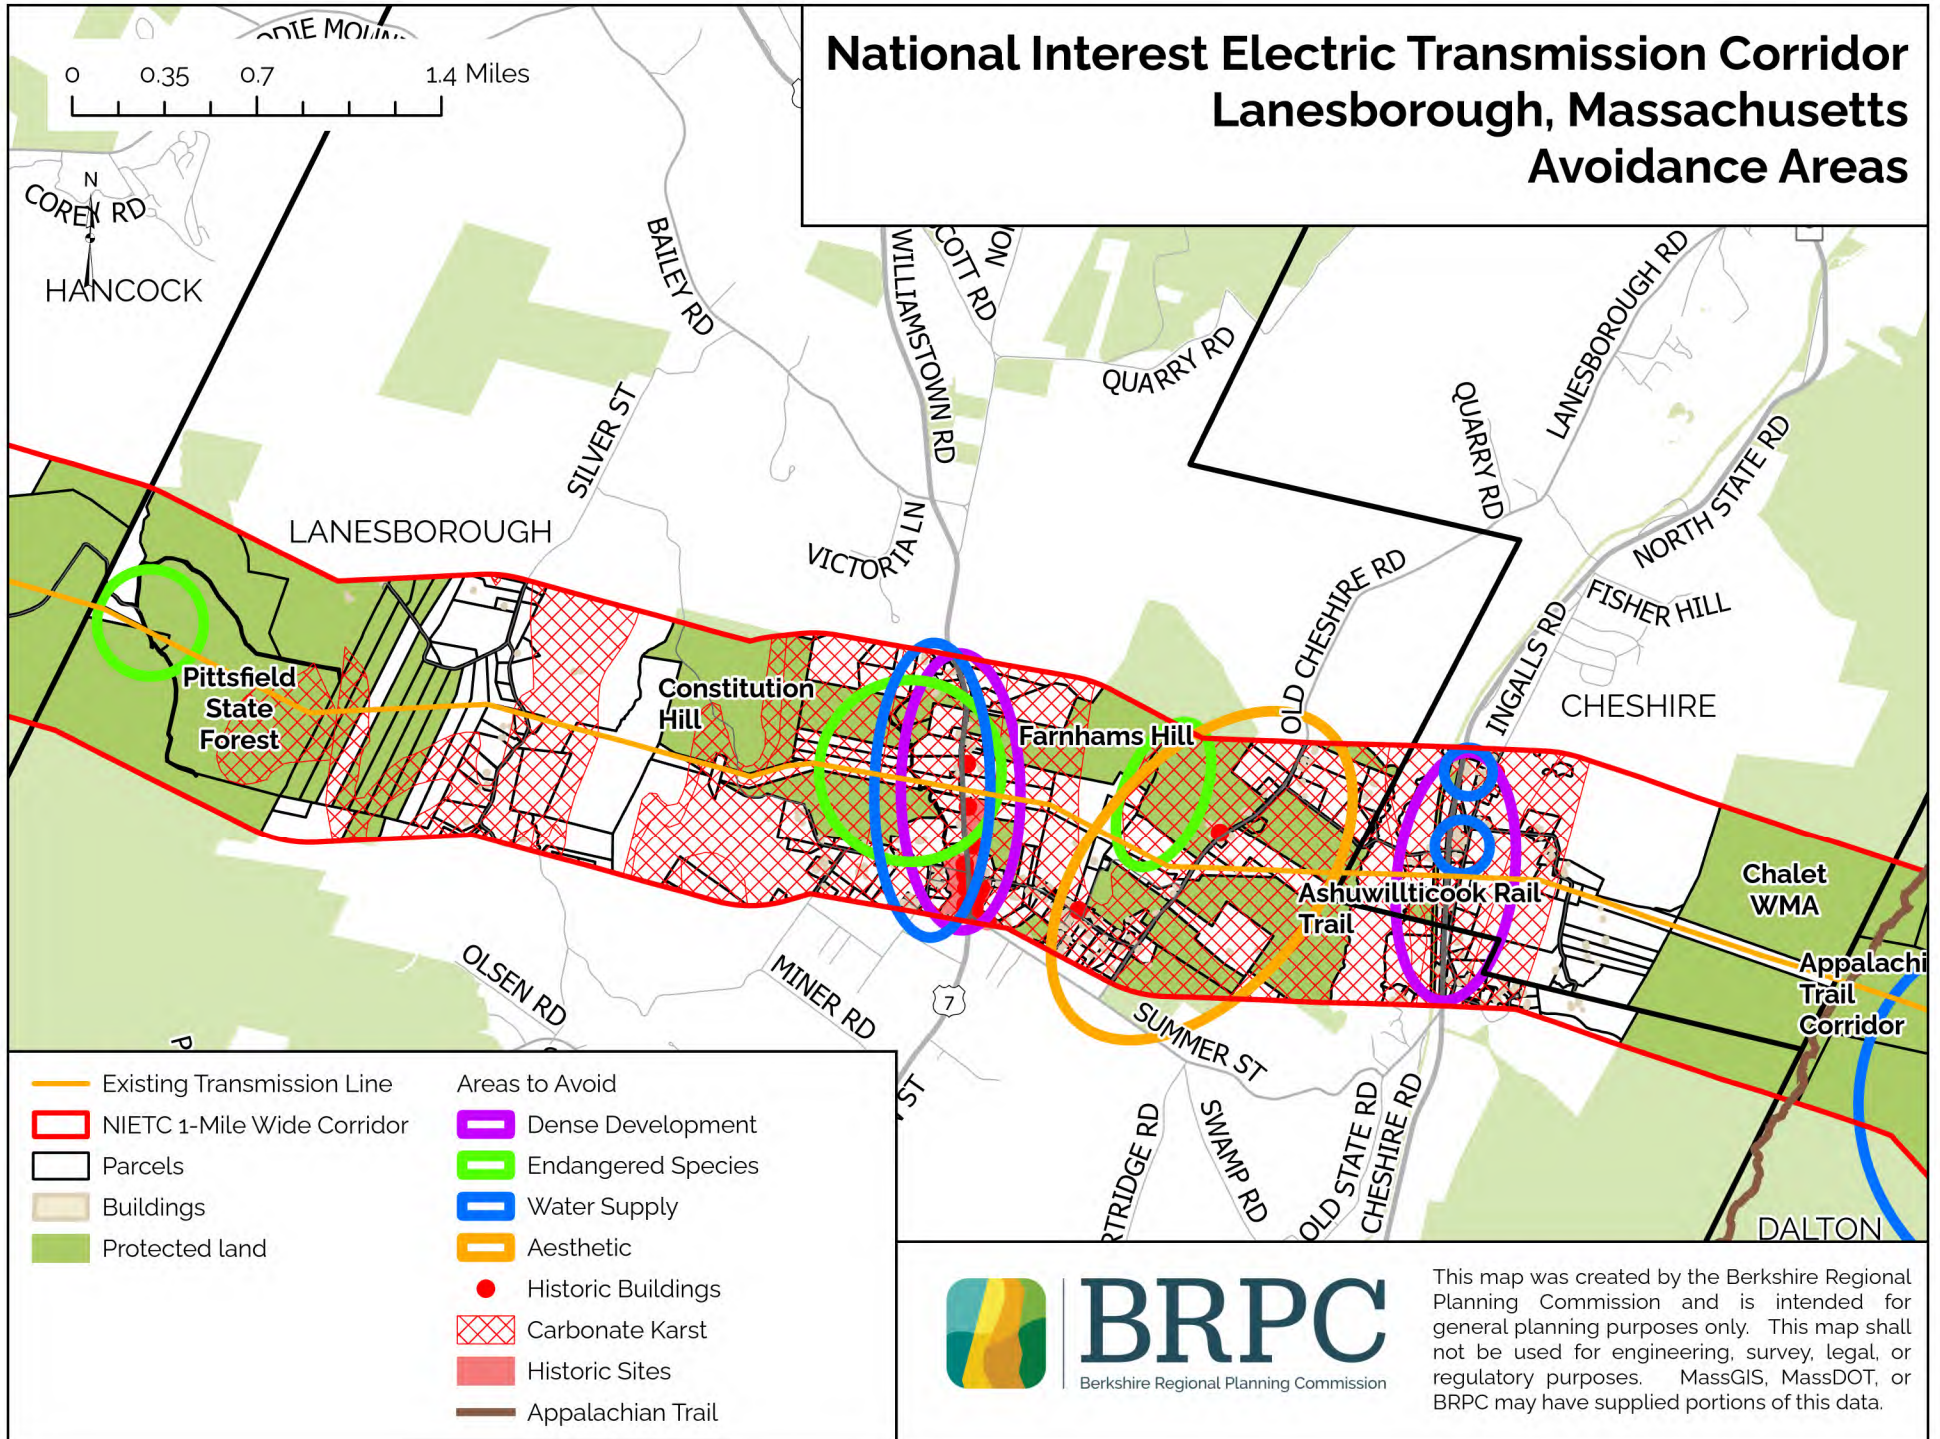 National Interest Electric Transmission Corridor
Lanesborough, Massachusetts
Avoidance Areas
0 0.35 0.7 1.4 Miles
N
COREY RD
HANCOCK
BAILEY RD
WILLIAMSTOWN RD
QUARRY RD
LANESBOROUGH RD
QUARRY RD
NORTH STATE RD
SILVER ST
LANESBOROUGH
VICTORIA LN
OLD CHESHIRE RD
FISHER HILL
INGALLS RD
CHESHIRE
Pittsfield
State
Forest
Constitution
Hill
Farnhams Hill
Ashuwillticook Rail
Trail
Chalet
WMA
Appalachi
Trail
Corridor
OLSEN RD
MINER RD
7
SUMMER ST
SWAMP RD
OLD STATE RD
CHESHIRE RD
RTRIDGE RD
ST
P
DALTON
Existing Transmission Line
NIETC 1-Mile Wide Corridor
Parcels
Buildings
Protected land
Areas to Avoid
Dense Development
Endangered Species
Water Supply
Aesthetic
Historic Buildings
Carbonate Karst
Historic Sites
Appalachian Trail
BRPC
Berkshire Regional Planning Commission
This map was created by the Berkshire Regional
Planning Commission and is intended for
general planning purposes only. This map shall
not be used for engineering, survey, legal, or
regulatory purposes. MassGIS, MassDOT, or
BRPC may have supplied portions of this data.